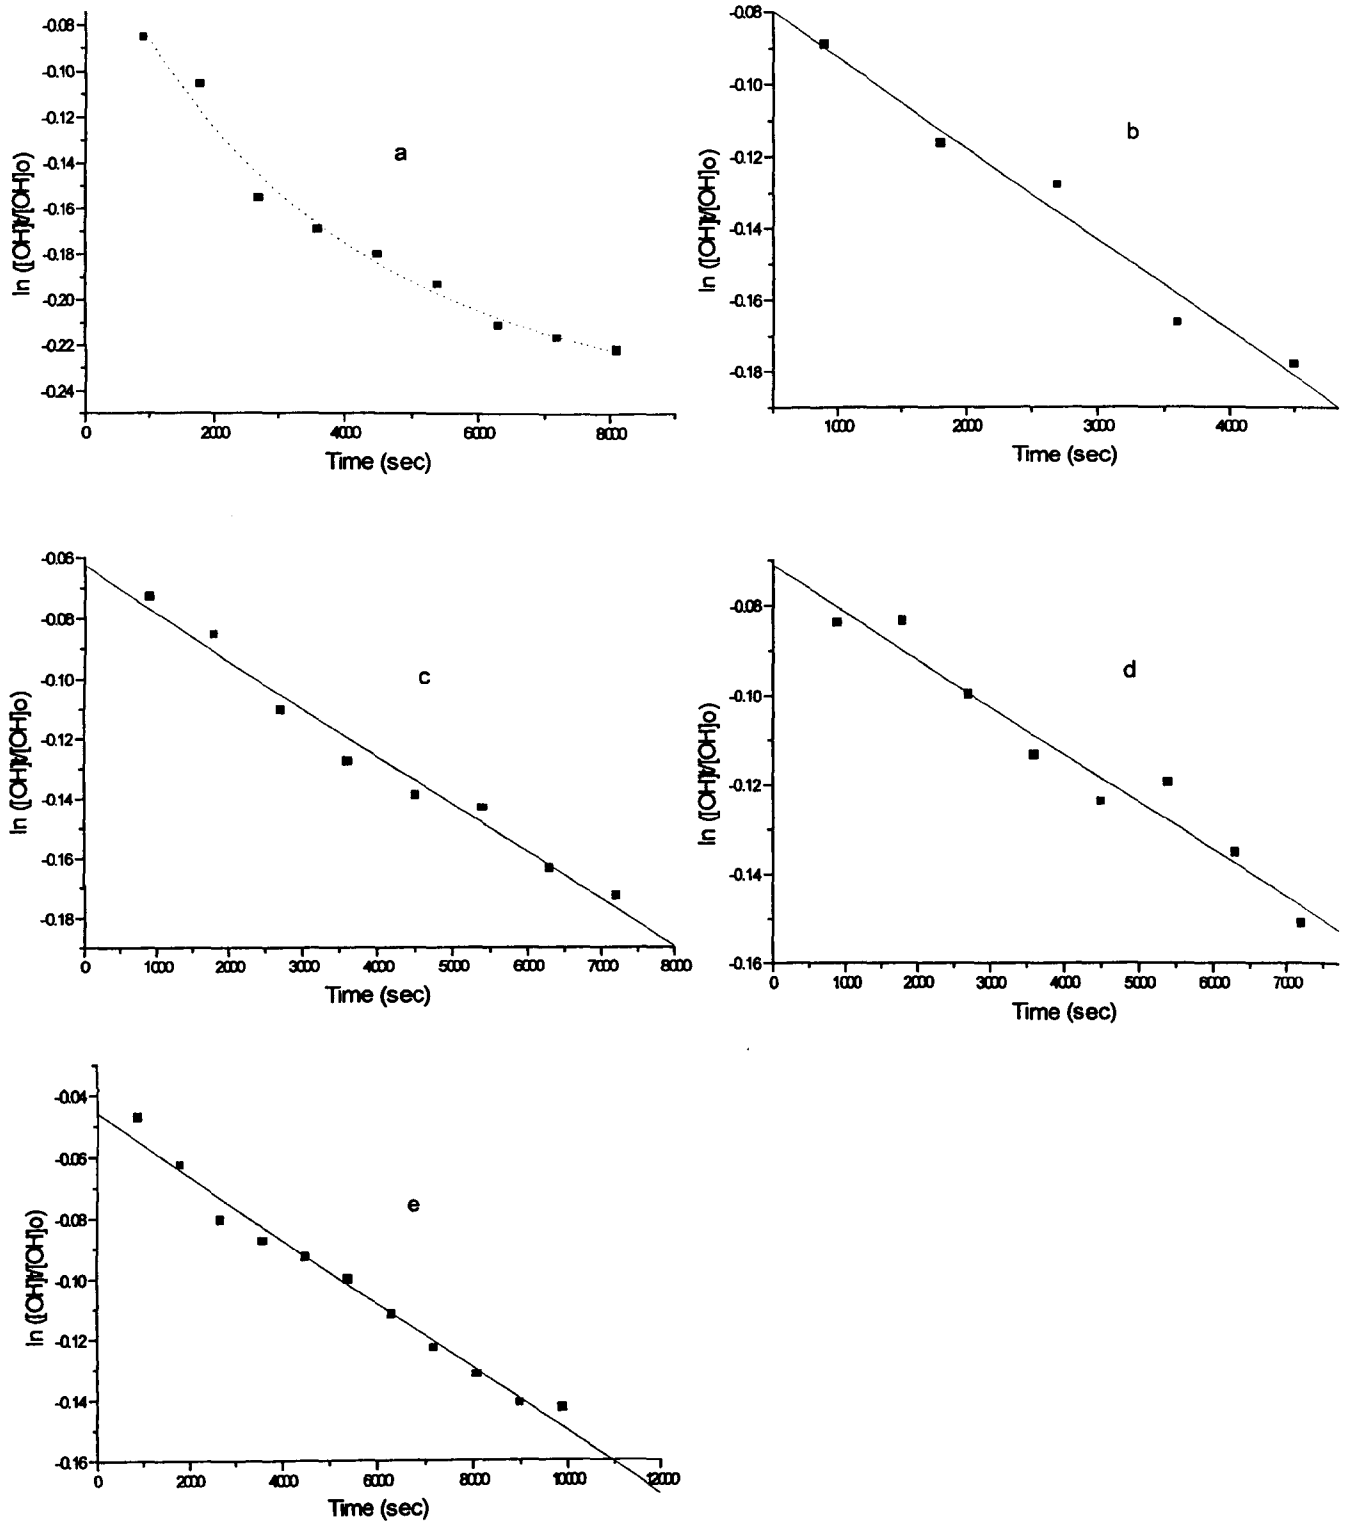 -0.08
-0.10
-0.12
-0.14
-0.16
-0.18
-0.20
-0.22
-0.24
ln ([OH]t/[OH]o)
a
0 2000 4000 6000 8000
Time (sec)
-0.08
-0.10
-0.12
-0.14
-0.16
-0.18
ln ([OH]t/[OH]o)
b
1000 2000 3000 4000
Time (sec)
-0.06
-0.08
-0.10
-0.12
-0.14
-0.16
-0.18
ln ([OH]t/[OH]o)
c
0 1000 2000 3000 4000 5000 6000 7000 8000
Time (sec)
-0.08
-0.10
-0.12
-0.14
-0.16
ln ([OH]t/[OH]o)
d
0 1000 2000 3000 4000 5000 6000 7000
Time (sec)
-0.04
-0.06
-0.08
-0.10
-0.12
-0.14
-0.16
ln ([OH]t/[OH]o)
e
0 2000 4000 6000 8000 10000 12000
Time (sec)